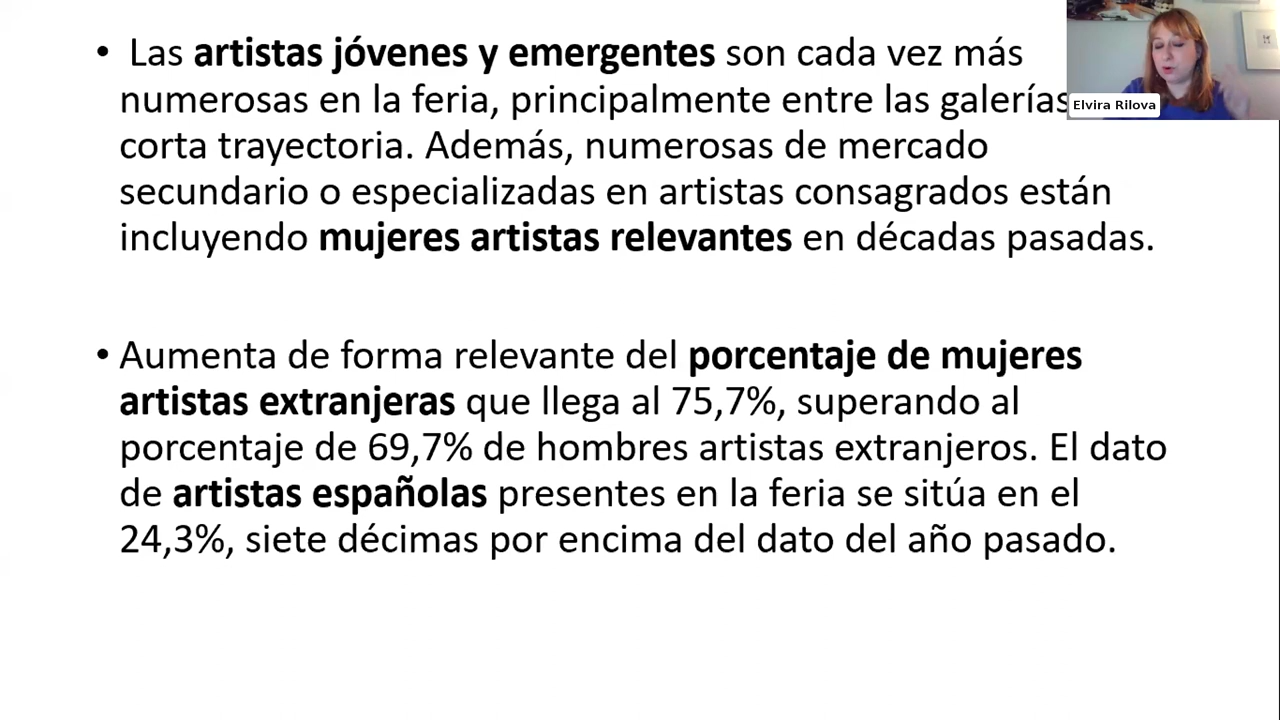 • Las artistas jóvenes y emergentes son cada vez más
numerosas en la feria, principalmente entre las galerías
Elvira Rilova
corta trayectoria. Además, numerosas de mercado
secundario o especializadas en artistas consagrados están
incluyendo mujeres artistas relevantes en décadas pasadas.
• Aumenta de forma relevante del porcentaje de mujeres
artistas extranjeras que llega al 75,7%, superando al
porcentaje de 69,7% de hombres artistas extranjeros. El dato
de artistas españolas presentes en la feria se sitúa en el
24,3%, siete décimas por encima del dato del año pasado.